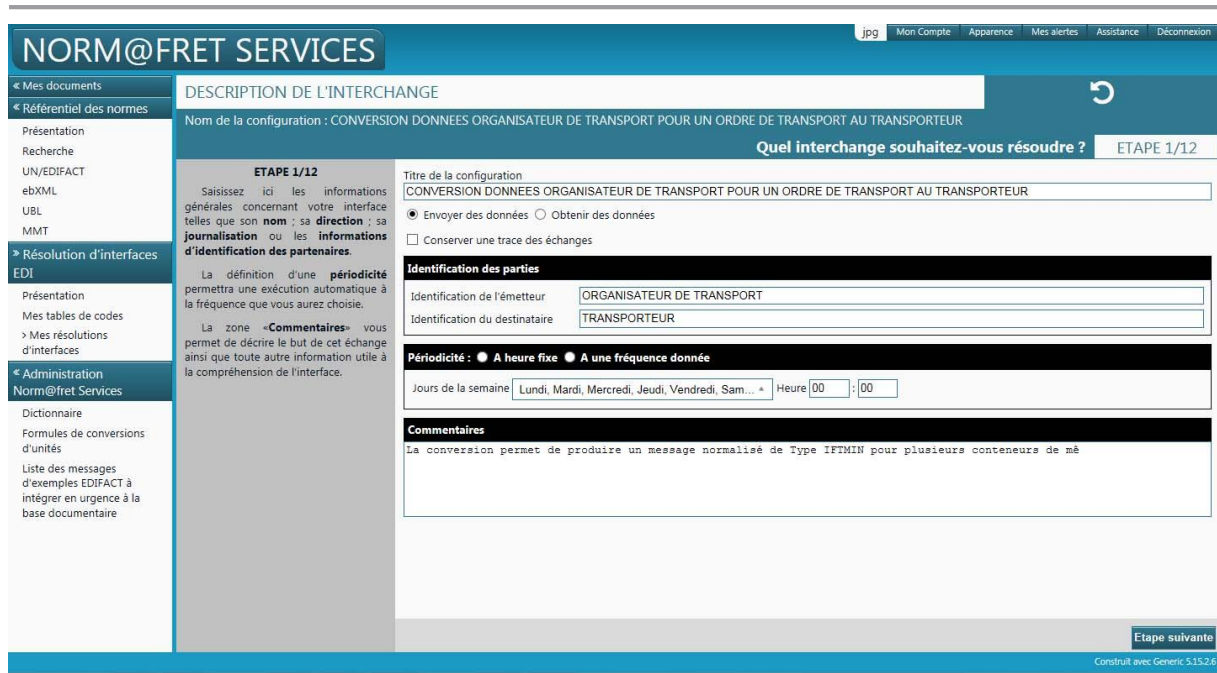 NORM@FRET SERVICES
jpg Mon Compte Apparence Mes alertes Assistance Déconnexion
« Mes documents
« Référentiel des normes
Présentation
Recherche
UN/EDIFACT
ebXML
UBL
MMT
» Résolution d'interfaces
EDI
Présentation
Mes tables de codes
> Mes résolutions
d'interfaces
« Administration
Norm@fret Services
Dictionnaire
Formules de conversions
d'unités
Liste des messages
d'exemples EDIFACT à
intégrer en urgence à la
base documentaire
DESCRIPTION DE L'INTERCHANGE
Nom de la configuration : CONVERSION DONNEES ORGANISATEUR DE TRANSPORT POUR UN ORDRE DE TRANSPORT AU TRANSPORTEUR
Quel interchange souhaitez-vous résoudre ? ETAPE 1/12
ETAPE 1/12
Saisissez ici les informations
générales concernant votre interface
telles que son nom ; sa direction ; sa
journalisation ou les informations
d'identification des partenaires.
La définition d'une périodicité
permettra une exécution automatique à
la fréquence que vous aurez choisie.
La zone «Commentaires» vous
permet de décrire le but de cet échange
ainsi que toute autre information utile à
la compréhension de l'interface.
Titre de la configuration
CONVERSION DONNEES ORGANISATEUR DE TRANSPORT POUR UN ORDRE DE TRANSPORT AU TRANSPORTEUR
Envoyer des données Obtenir des données
Conserver une trace des échanges
Identification des parties
Identification de l'émetteur ORGANISATEUR DE TRANSPORT
Identification du destinataire TRANSPORTEUR
Périodicité : A heure fixe A une fréquence donnée
Jours de la semaine Lundi, Mardi, Mercredi, Jeudi, Vendredi, Sam... Heure 00 : 00
Commentaires
La conversion permet de produire un message normalisé de Type IFTMIN pour plusieurs conteneurs de mê
Etape suivante
Construit avec Generic 5.15.2.6